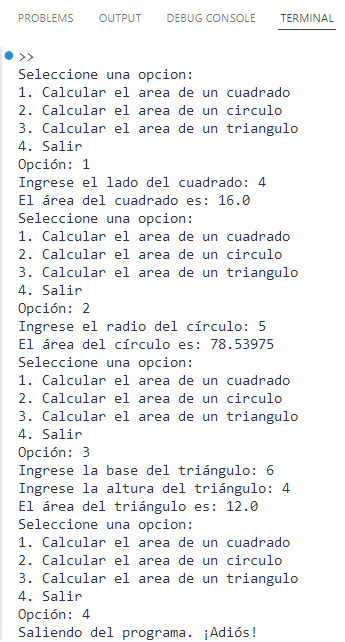 PROBLEMS OUTPUT DEBUG CONSOLE TERMINAL
>>
Seleccione una opcion:
1. Calcular el area de un cuadrado
2. Calcular el area de un circulo
3. Calcular el area de un triangulo
4. Salir
Opción: 1
Ingrese el lado del cuadrado: 4
El área del cuadrado es: 16.0
Seleccione una opcion:
1. Calcular el area de un cuadrado
2. Calcular el area de un circulo
3. Calcular el area de un triangulo
4. Salir
Opción: 2
Ingrese el radio del círculo: 5
El área del círculo es: 78.53975
Seleccione una opcion:
1. Calcular el area de un cuadrado
2. Calcular el area de un circulo
3. Calcular el area de un triangulo
4. Salir
Opción: 3
Ingrese la base del triángulo: 6
Ingrese la altura del triángulo: 4
El área del triángulo es: 12.0
Seleccione una opcion:
1. Calcular el area de un cuadrado
2. Calcular el area de un circulo
3. Calcular el area de un triangulo
4. Salir
Opción: 4
Saliendo del programa. ¡Adiós!